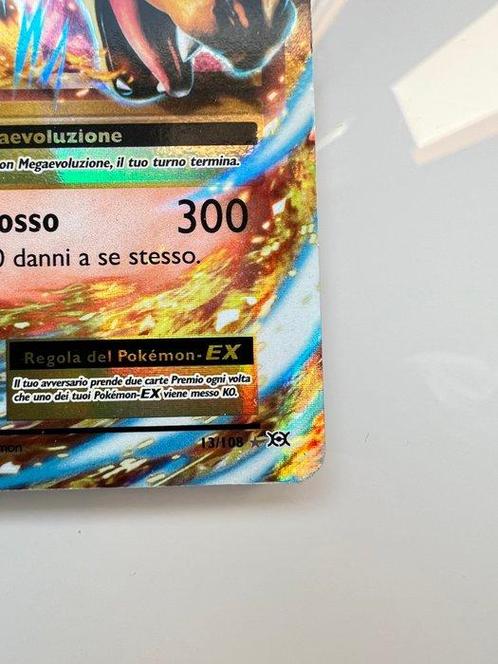 aevoluzione
on Megaevoluzione, il tuo turno termina.
osso 300
0 danni a se stesso.
Regola del Pokémon-EX
Il tuo avversario prende due carte Premio ogni volta
che uno dei tuoi Pokémon-EX viene messo KO.
mon 13/108